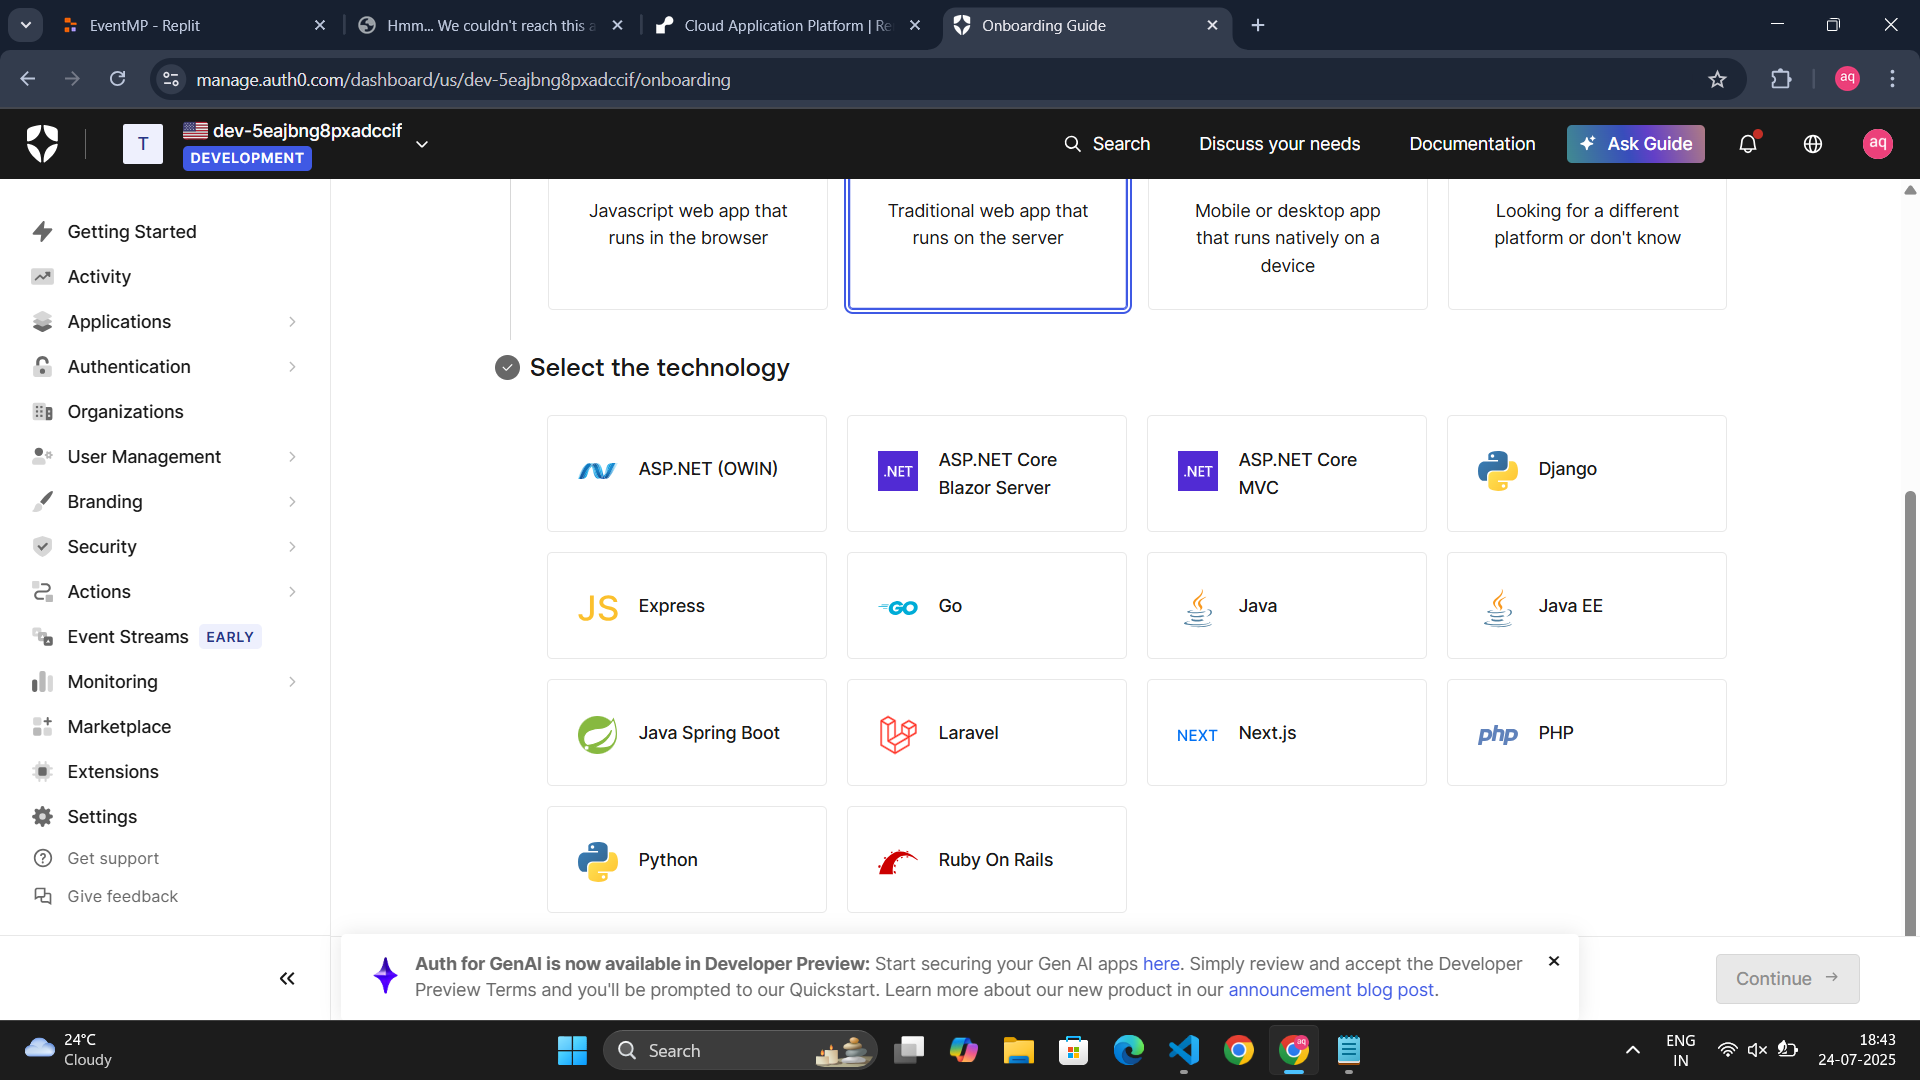 EventMP - Replit
Hmm... We couldn't reach this a
Cloud Application Platform | Re
Onboarding Guide
manage.auth0.com/dashboard/us/dev-5eajbng8pxadccif/onboarding
aq
T
dev-5eajbng8pxadccif
DEVELOPMENT
Search
Discuss your needs
Documentation
Ask Guide
aq
Getting Started
Activity
Applications
Authentication
Organizations
User Management
Branding
Security
Actions
Event Streams EARLY
Monitoring
Marketplace
Extensions
Settings
Get support
Give feedback
Javascript web app that
runs in the browser
Traditional web app that
runs on the server
Mobile or desktop app
that runs natively on a
device
Looking for a different
platform or don't know
Select the technology
ASP.NET (OWIN)
.NET
ASP.NET Core
Blazor Server
.NET
ASP.NET Core
MVC
Django
JS Express
GO Go
Java
Java EE
Java Spring Boot
Laravel
NEXT Next.js
php PHP
Python
Ruby On Rails
Auth for GenAI is now available in Developer Preview: Start securing your Gen AI apps here. Simply review and accept the Developer
Preview Terms and you'll be prompted to our Quickstart. Learn more about our new product in our announcement blog post.
Continue
24°C
Cloudy
Search
aq
ENG
IN
18:43
24-07-2025